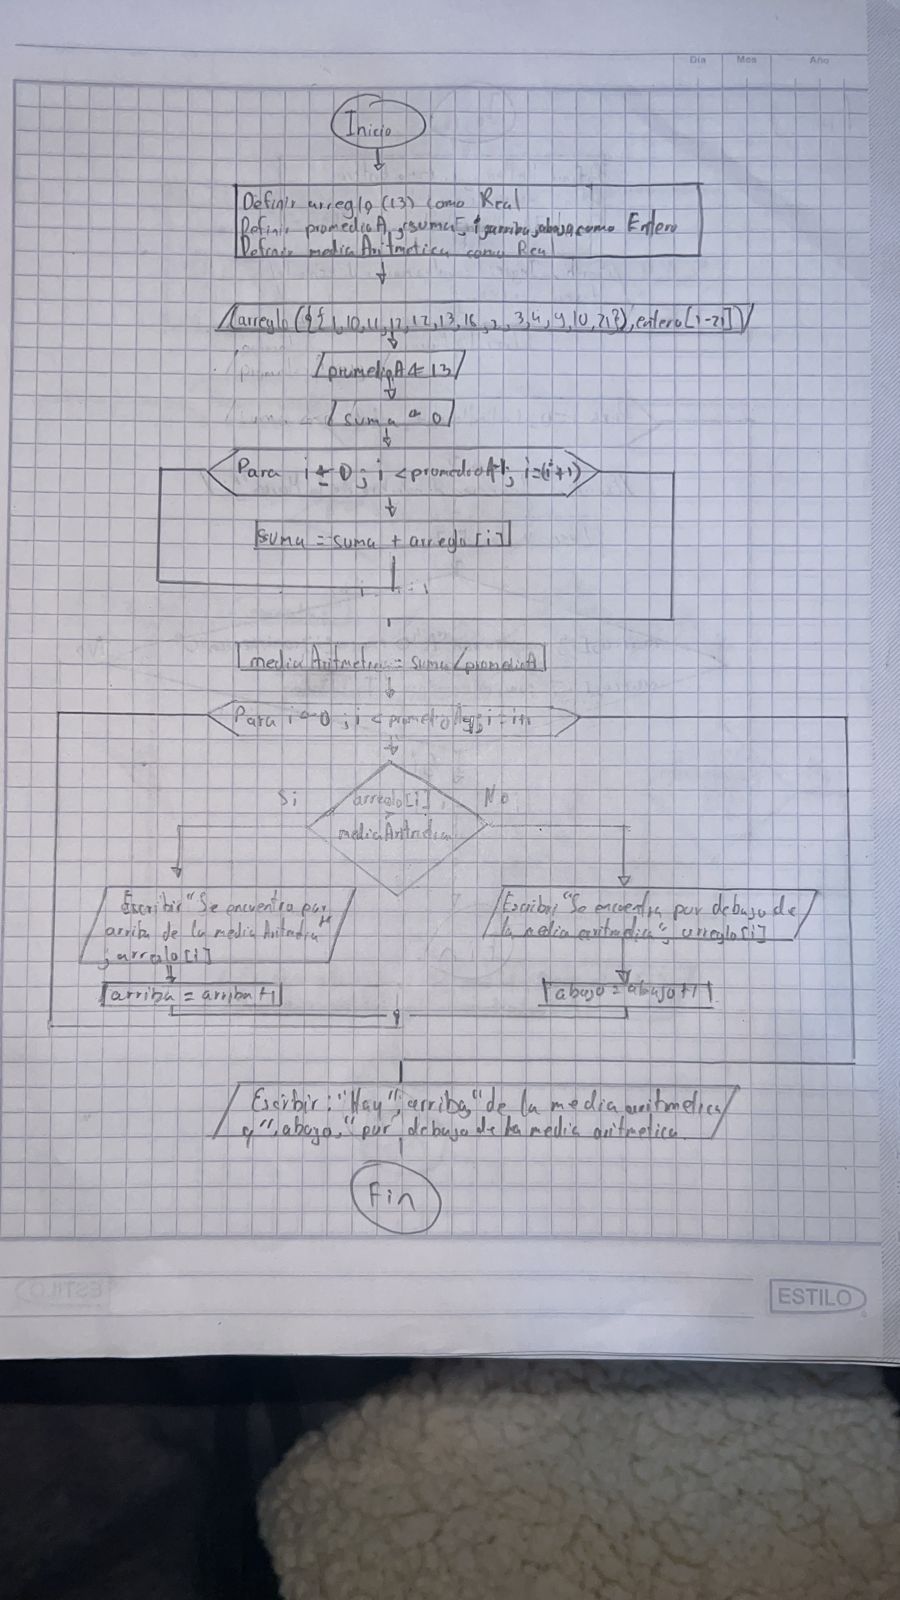 Día Mes Año
Inicio
Definir arreglo (13) como Real
Definir promedioA, suma, i, arriba, abajo, como Entero
Definir mediaAritmetica como Real
arreglo ({{1,10,11,12,12,13,16,2,3,4,9,10,21}),entero[1-21])
promedioA ← 13
suma ← 0
Para i ← 0; i < promedioA-1; i=(i+1)
suma = suma + arreglo[i]
= suma/promedioA
Para i ← 0; i <
Si
arreglo[i]
No
>
mediaAritmetica
Escribir "Se encuentra por
arriba de la media Aritmetica"
;arreglo[i]
Escribir "Se encuentra por debajo de
la media aritmetica"; arreglo[i]
arriba = arriba+1
abajo = abajo+1
Escribir: "Hay", arriba, "de la media aritmetica
y", abajo, "por debajo de la media aritmetica
Fin
ESTILO